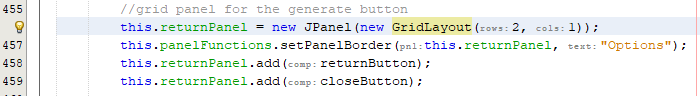 455 //grid panel for the generate button
this.returnPanel = new JPanel(new GridLayout(rows: 2, cols: 1));
457 this.panelFunctions.setPanelBorder(pnl: this.returnPanel, text: "Options");
458 this.returnPanel.add(comp: returnButton);
459 this.returnPanel.add(comp: closeButton);